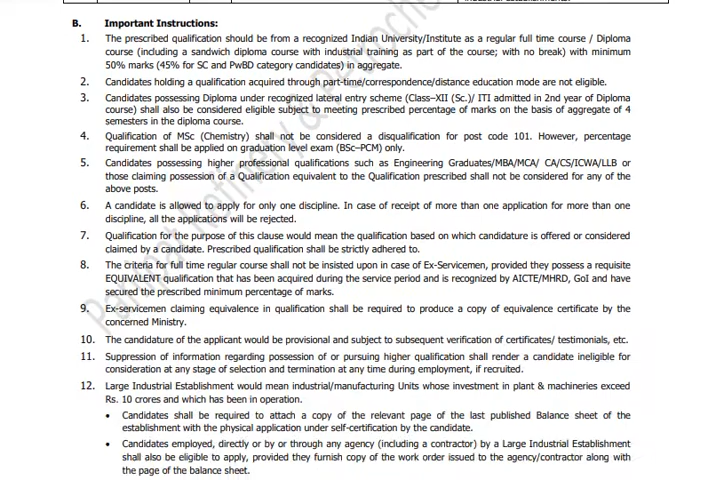 B. Important Instructions:
1. The prescribed qualification should be from a recognized Indian University/Institute as a regular full time course / Diploma
course (including a sandwich diploma course with industrial training as part of the course; with no break) with minimum
50% marks (45% for SC and PwBD category candidates) in aggregate.
2. Candidates holding a qualification acquired through part-time/correspondence/distance education mode are not eligible.
3. Candidates possessing Diploma under recognized lateral entry scheme (Class–XII (Sc.)/ ITI admitted in 2nd year of Diploma
course) shall also be considered eligible subject to meeting prescribed percentage of marks on the basis of aggregate of 4
semesters in the diploma course.
4. Qualification of MSc (Chemistry) shall not be considered a disqualification for post code 101. However, percentage
requirement shall be applied on graduation level exam (BSc–PCM) only.
5. Candidates possessing higher professional qualifications such as Engineering Graduates/MBA/MCA/ CA/CS/ICWA/LLB or
those claiming possession of a Qualification equivalent to the Qualification prescribed shall not be considered for any of the
above posts.
6. A candidate is allowed to apply for only one discipline. In case of receipt of more than one application for more than one
discipline, all the applications will be rejected.
7. Qualification for the purpose of this clause would mean the qualification based on which candidature is offered or considered
claimed by a candidate. Prescribed qualification shall be strictly adhered to.
8. The criteria for full time regular course shall not be insisted upon in case of Ex-Servicemen, provided they possess a requisite
EQUIVALENT qualification that has been acquired during the service period and is recognized by AICTE/MHRD, GoI and have
secured the prescribed minimum percentage of marks.
9. Ex-servicemen claiming equivalence in qualification shall be required to produce a copy of equivalence certificate by the
concerned Ministry.
10. The candidature of the applicant would be provisional and subject to subsequent verification of certificates/ testimonials, etc.
11. Suppression of information regarding possession of or pursuing higher qualification shall render a candidate ineligible for
consideration at any stage of selection and termination at any time during employment, if recruited.
12. Large Industrial Establishment would mean industrial/manufacturing Units whose investment in plant & machineries exceed
Rs. 10 crores and which has been in operation.
• Candidates shall be required to attach a copy of the relevant page of the last published Balance sheet of the
establishment with the physical application under self-certification by the candidate.
• Candidates employed, directly or by or through any agency (including a contractor) by a Large Industrial Establishment
shall also be eligible to apply, provided they furnish copy of the work order issued to the agency/contractor along with
the page of the balance sheet.